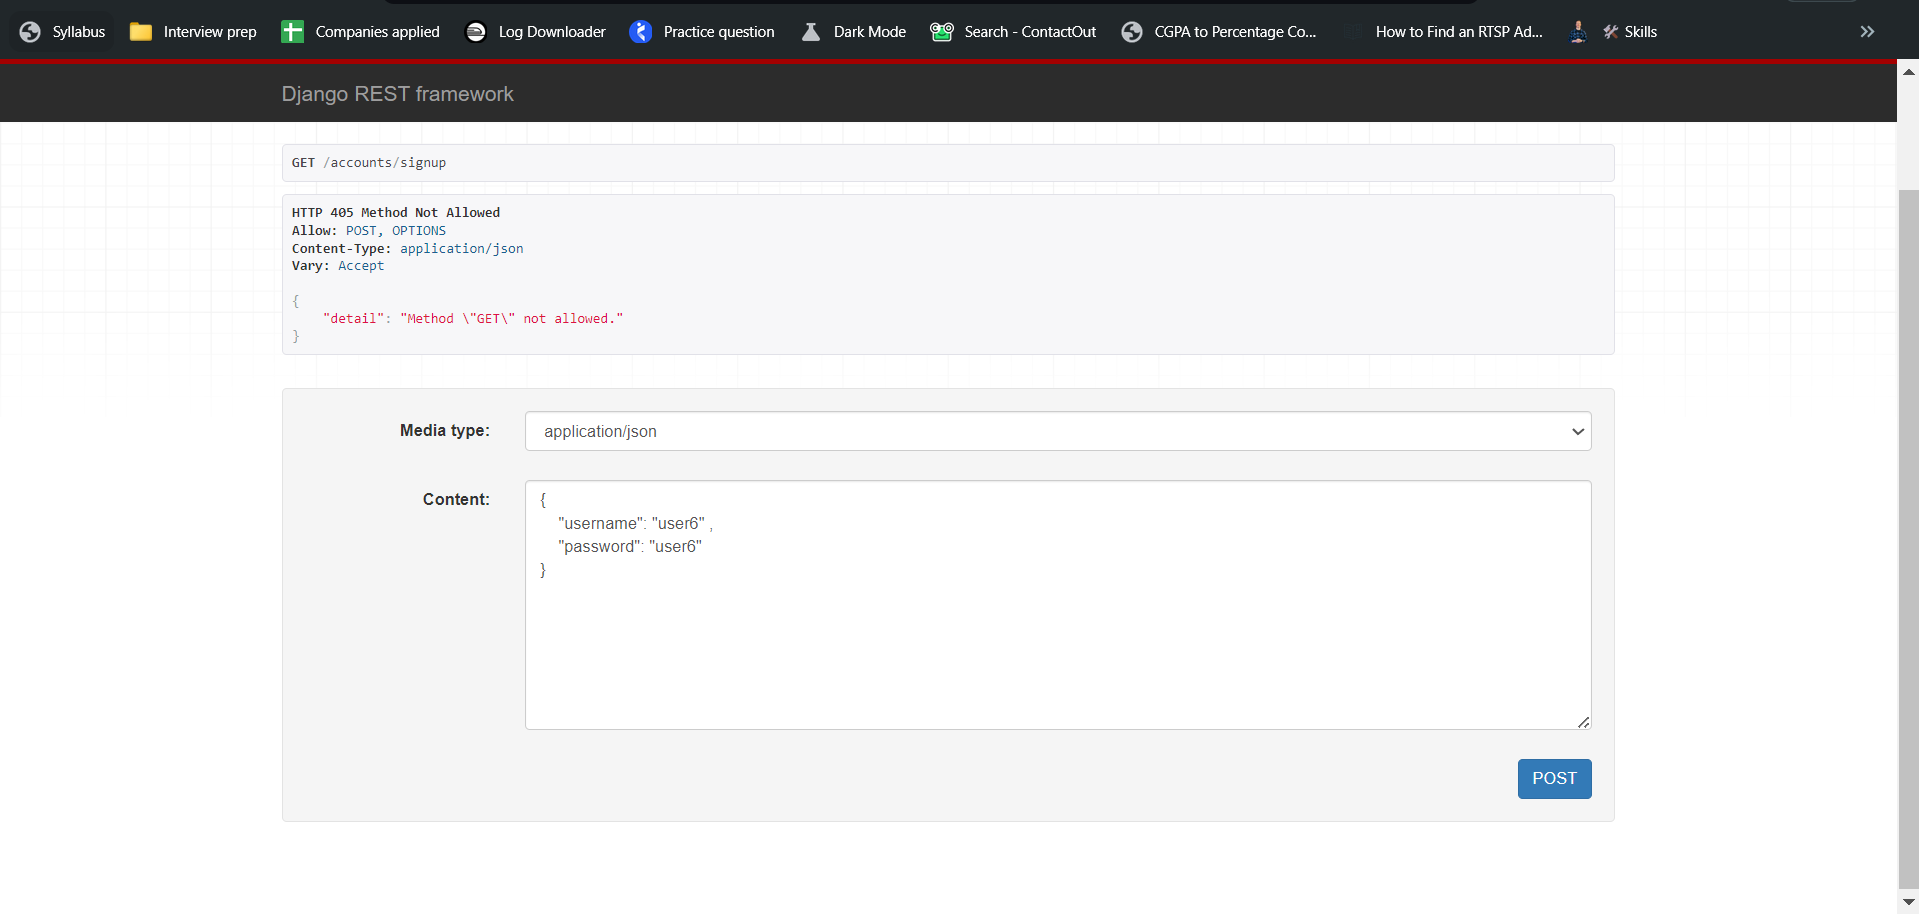 Syllabus Interview prep Companies applied Log Downloader Practice question Dark Mode Search - ContactOut CGPA to Percentage Co... How to Find an RTSP Ad... Skills
Django REST framework
GET /accounts/signup
HTTP 405 Method Not Allowed
Allow: POST, OPTIONS
Content-Type: application/json
Vary: Accept
{
"detail": "Method \"GET\" not allowed."
}
Media type: application/json
Content: {
"username": "user6" ,
"password": "user6"
}
POST